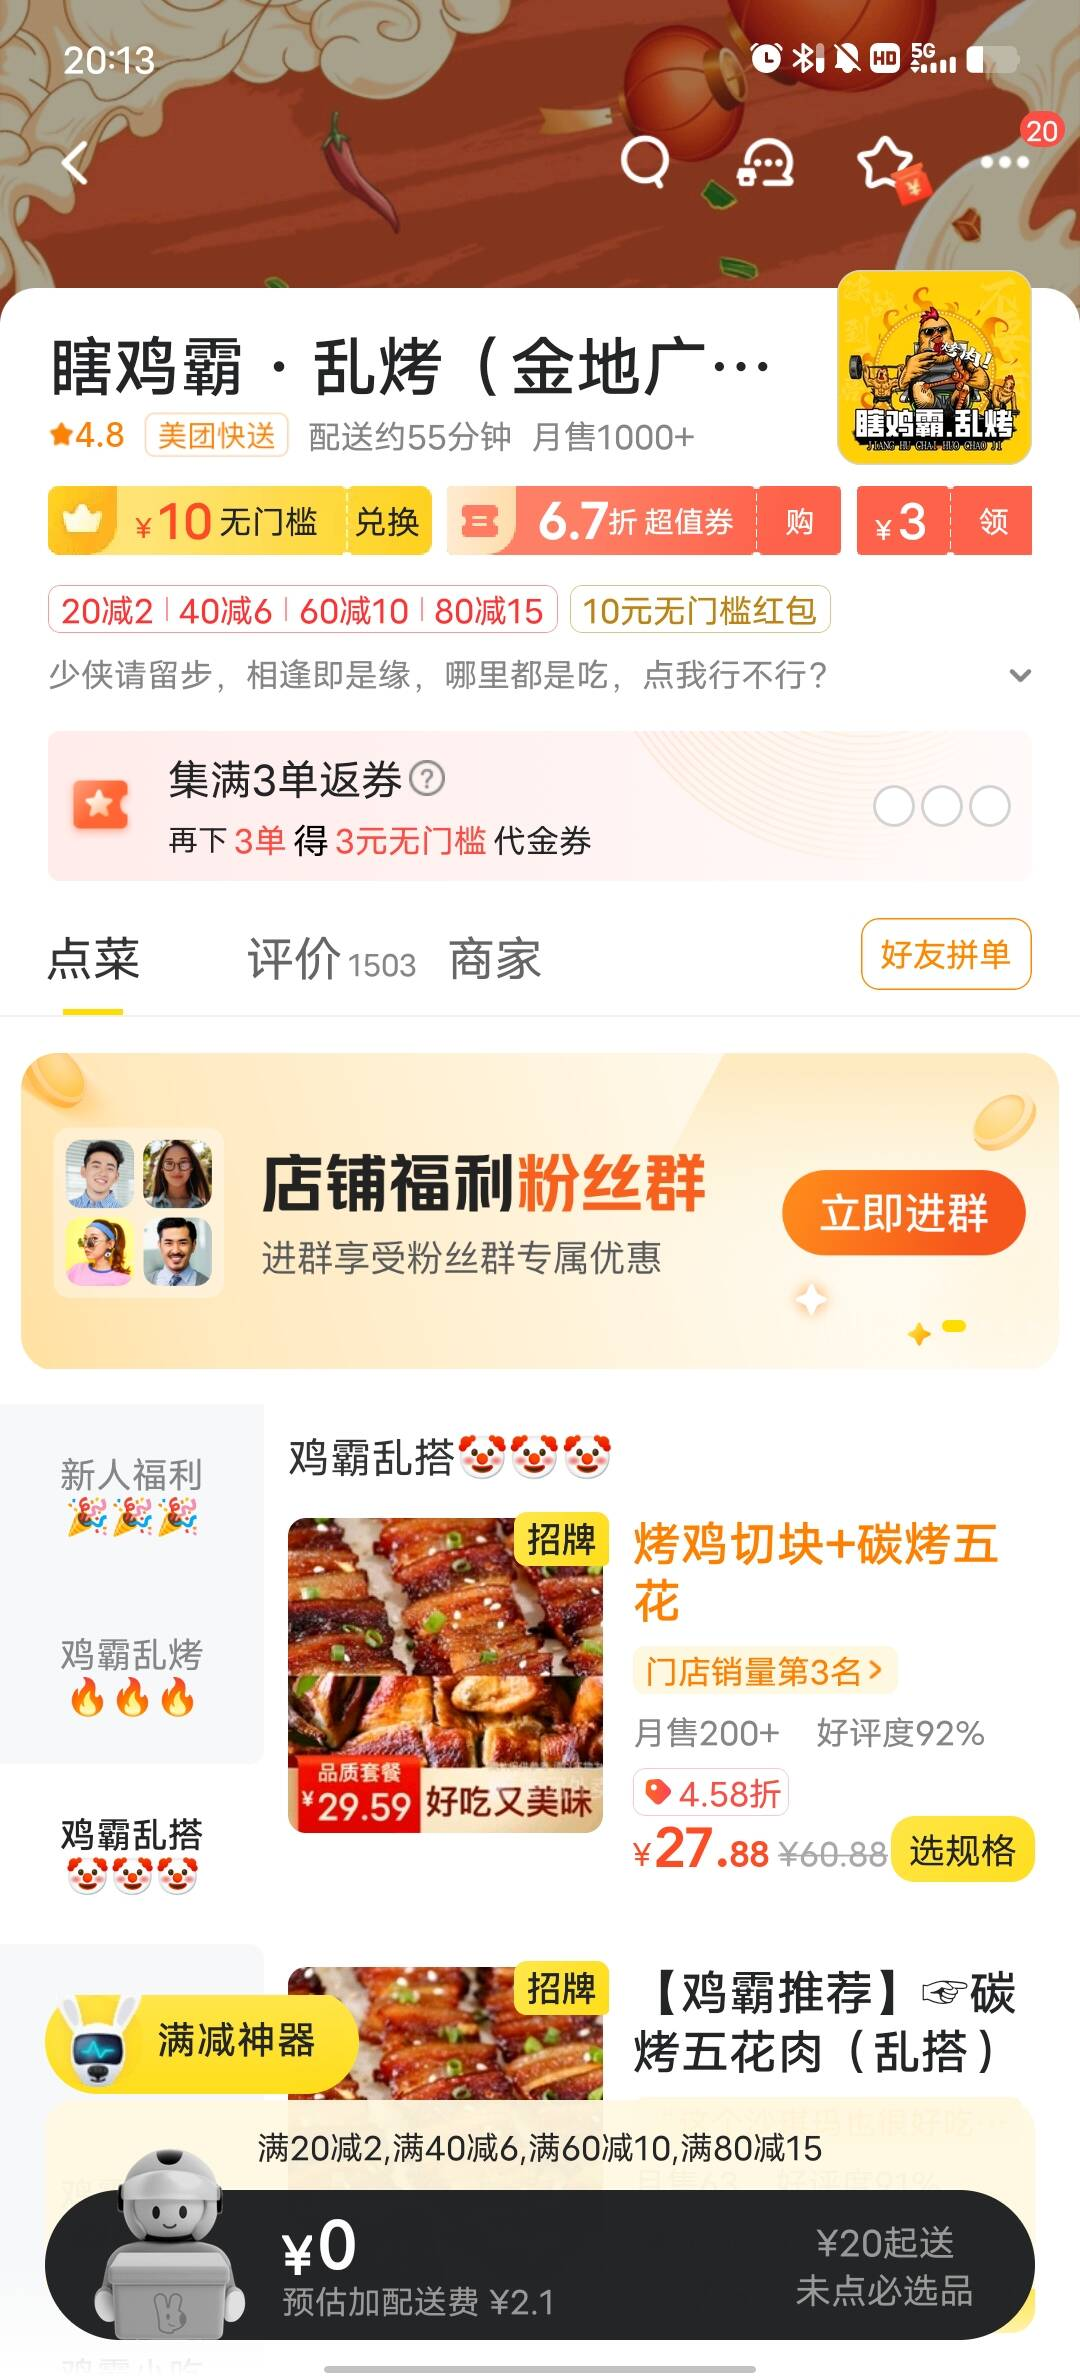 20:13
HD 5G
20
瞎鸡霸 · 乱烤（金地广…
烤肉!
瞎鸡霸.乱烤
JIANG HU CHAI HUO CHAO JI
4.8 美团快送 配送约55分钟 月售1000+
¥10无门槛 兑换 6.7折 超值券 购 ¥3 领
20减2 40减6 60减10 80减15 10元无门槛红包
少侠请留步，相逢即是缘，哪里都是吃，点我行不行？
集满3单返券?
再下 3单 得 3元无门槛 代金券
点菜 评价 1503 商家 好友拼单
店铺福利粉丝群
进群享受粉丝群专属优惠
立即进群
新人福利
🎉🎉🎉
鸡霸乱烤
🔥🔥🔥
鸡霸乱搭
🤡🤡🤡
鸡霸乱搭🤡🤡🤡
招牌
品质套餐
¥29.59 好吃又美味
烤鸡切块+碳烤五
花
门店销量第3名>
月售200+ 好评度92%
4.58折
¥27.88 ¥60.88 选规格
招牌
【鸡霸推荐】👉碳
烤五花肉（乱搭）
满减神器
满20减2,满40减6,满60减10,满80减15
¥0
预估加配送费 ¥2.1
¥20起送
未点必选品